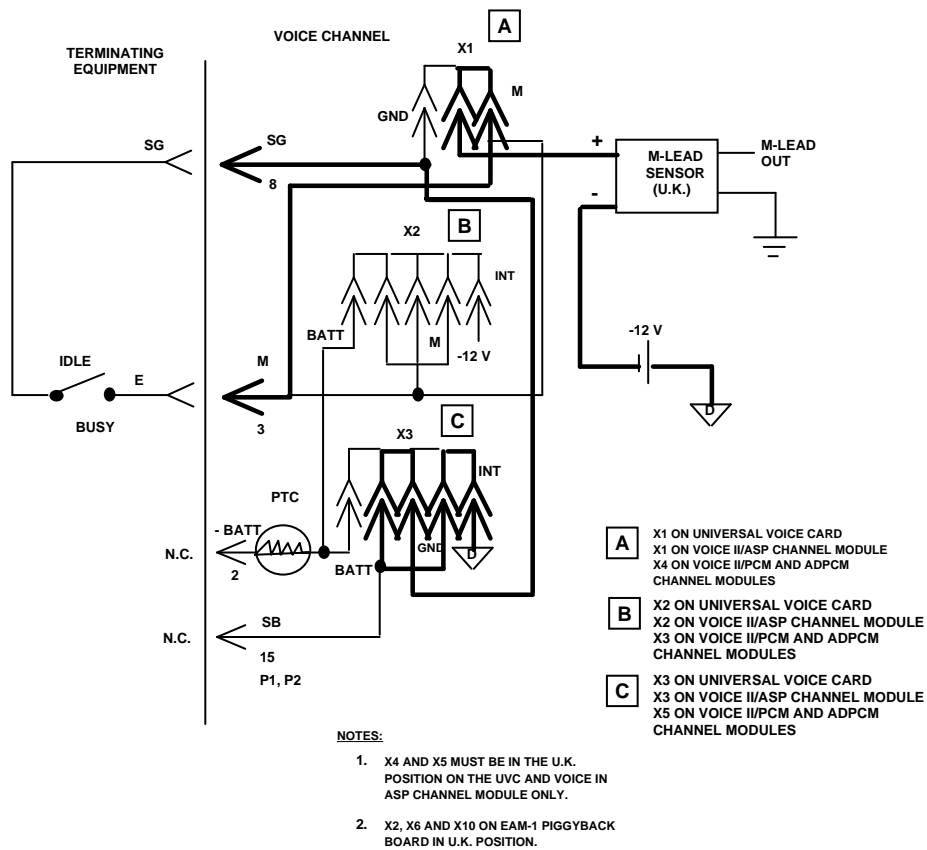 A
VOICE CHANNEL
X1
TERMINATING
EQUIPMENT
M
GND
SG
SG
8
+
M-LEAD
SENSOR
(U.K.)
M-LEAD
OUT
-
X2
B
INT
BATT
M
-12 V
-12 V
IDLE
E
M
BUSY
3
D
C
X3
INT
PTC
- BATT
N.C.
2
BATT
GND
D
SB
N.C.
15
P1, P2
A
X1 ON UNIVERSAL VOICE CARD
X1 ON VOICE II/ASP CHANNEL MODULE
X4 ON VOICE II/PCM AND ADPCM
CHANNEL MODULES
B
X2 ON UNIVERSAL VOICE CARD
X2 ON VOICE II/ASP CHANNEL MODULE
X3 ON VOICE II/PCM AND ADPCM
CHANNEL MODULES
C
X3 ON UNIVERSAL VOICE CARD
X3 ON VOICE II/ASP CHANNEL MODULE
X5 ON VOICE II/PCM AND ADPCM
CHANNEL MODULES
NOTES:
1. X4 AND X5 MUST BE IN THE U.K.
POSITION ON THE UVC AND VOICE IN
ASP CHANNEL MODULE ONLY.
2. X2, X6 AND X10 ON EAM-1 PIGGYBACK
BOARD IN U.K. POSITION.